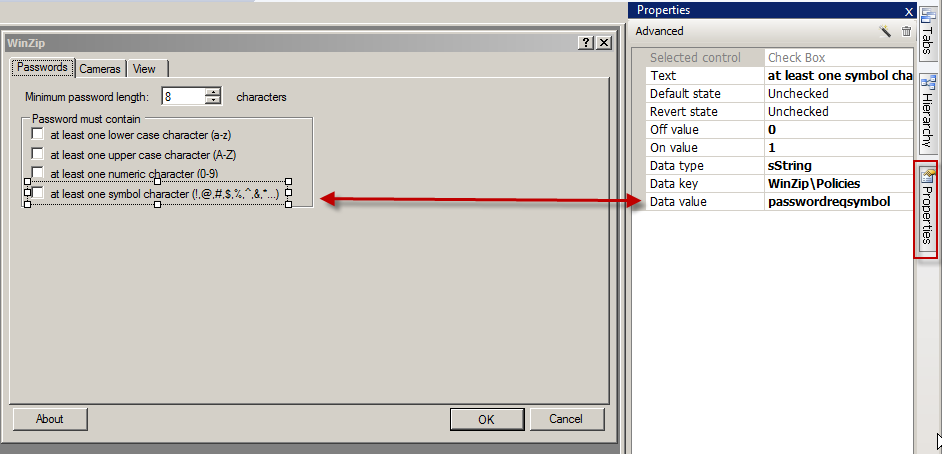 WinZip
Passwords Cameras View
Minimum password length: 8 characters
Password must contain
at least one lower case character (a-z)
at least one upper case character (A-Z)
at least one numeric character (0-9)
at least one symbol character (!,@,#,$,%,^,&,*...)
About OK Cancel
Properties x
Advanced
Selected control Check Box
Text at least one symbol cha
Default state Unchecked
Revert state Unchecked
Off value 0
On value 1
Data type sString
Data key WinZip\Policies
Data value passwordreqsymbol
Tabs
Hierarchy
Properties